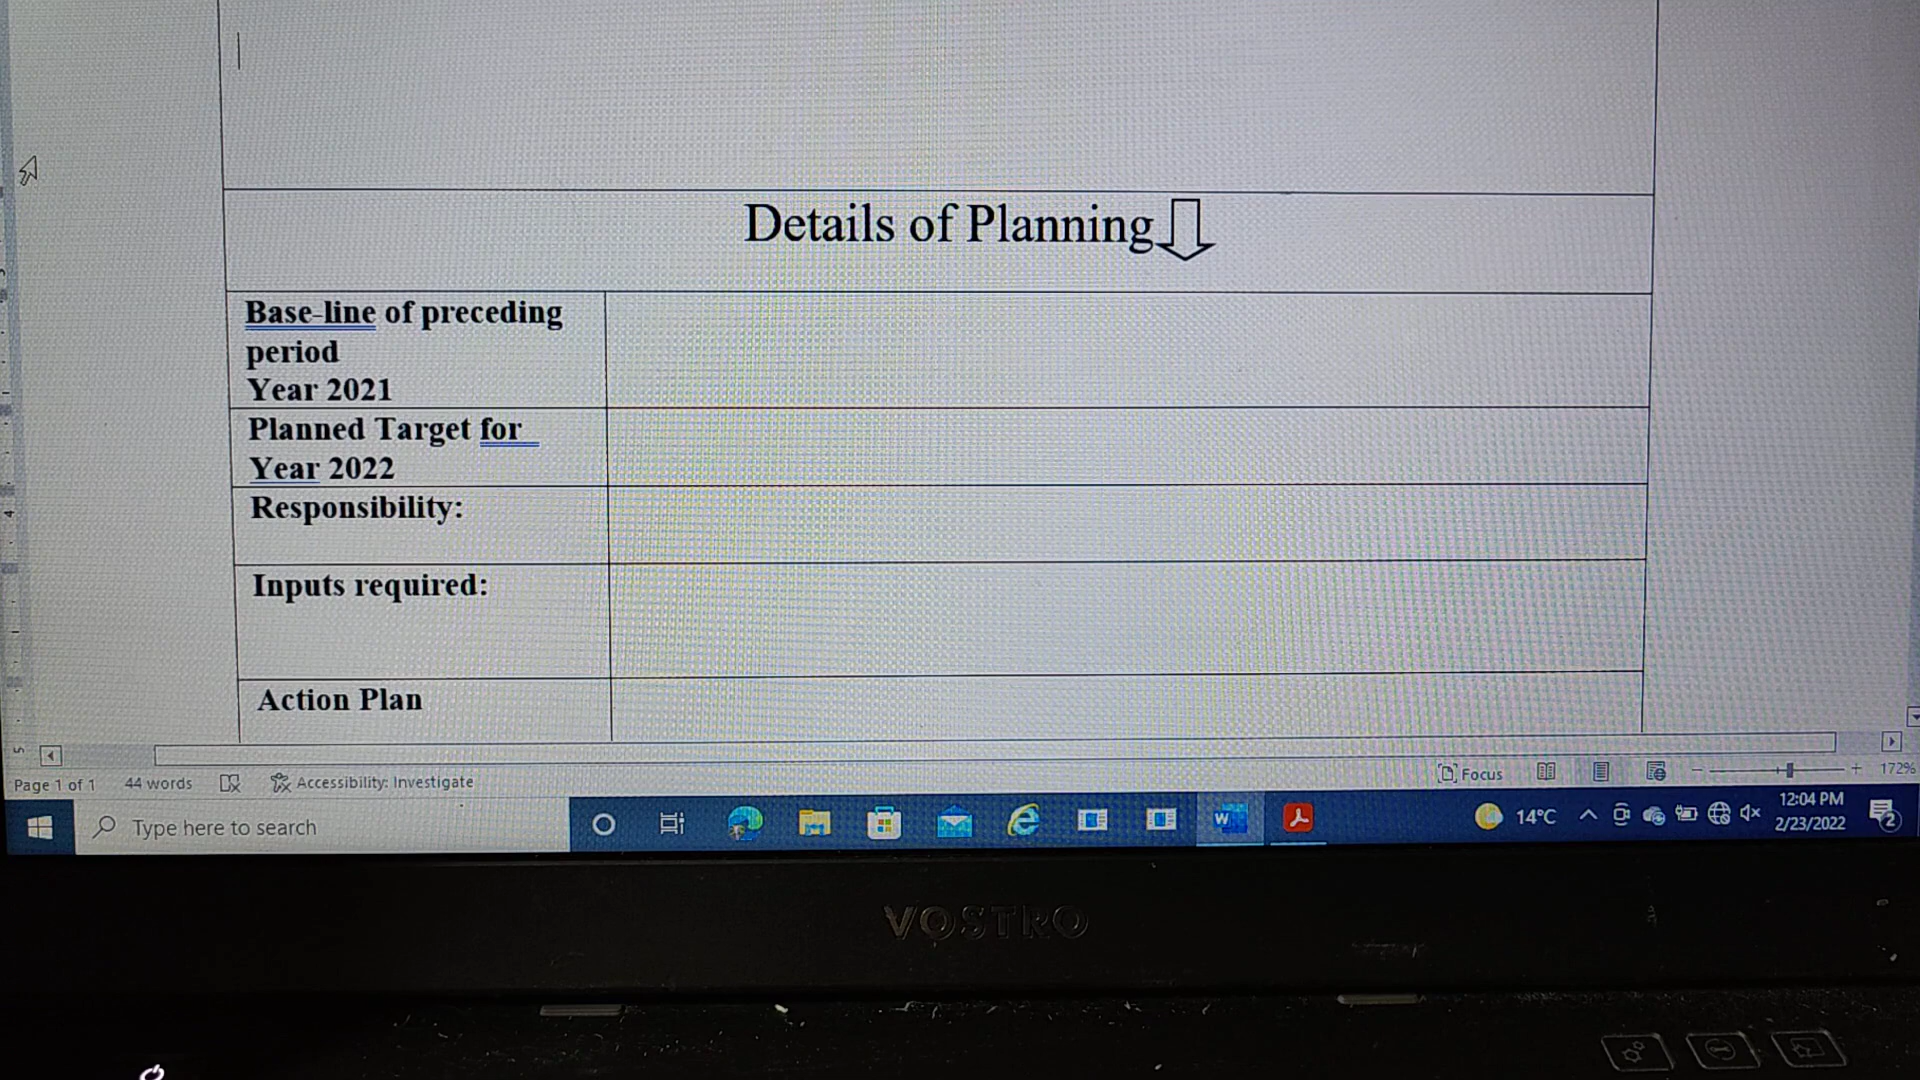 Details of Planning
Base-line of preceding
period
Year 2021
Planned Target for
Year 2022
Responsibility:
Inputs required:
Action Plan
Page 1 of 1 44 words Accessibility: Investigate Focus 172%
Type here to search
14°C
12:04 PM
2/23/2022
2
VOSTRO